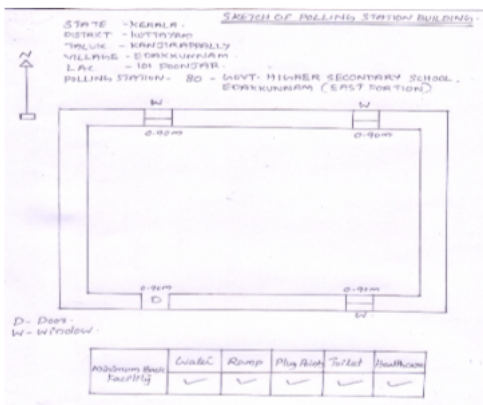 SKETCH OF POLLING STATION BUILDING.
STATE - KERALA.
DISTRICT - KOTTAYAM
TALUK - KANJIRAPPALLY
VILLAGE - EDAKKUNNAM.
LAC - 101 POONJAR.
POLLING STATION - 80 - GOVT. HIGHER SECONDARY SCHOOL,
EDAKKUNNAM (EAST PORTION)
N
W W
0.90m 0.90m
0.90m 0.90m
D
W
D - Door.
W - Window.
Minimum Basic Facility Water Ramp Plug Point Toilet